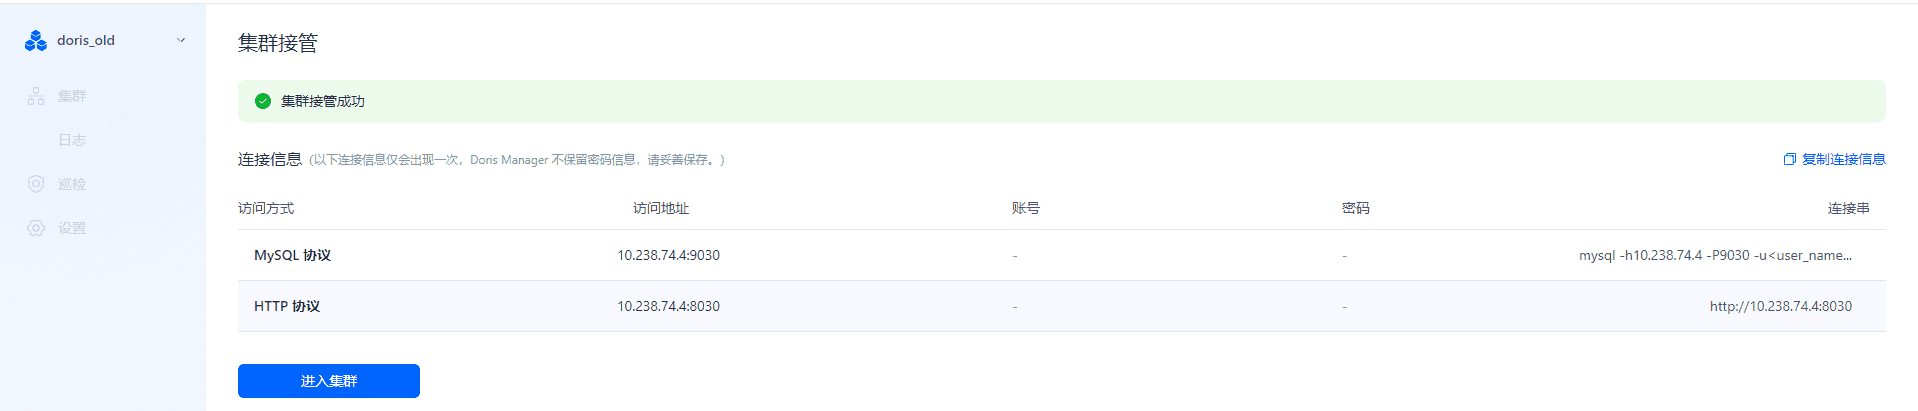 doris_old
集群
日志
巡检
设置
集群接管
集群接管成功
连接信息 (以下连接信息仅会出现一次，Doris Manager 不保留密码信息，请妥善保存。)
复制连接信息
访问方式 访问地址 账号 密码 连接串
MySQL 协议 10.238.74.4:9030 - - mysql -h10.238.74.4 -P9030 -u<user_name...
HTTP 协议 10.238.74.4:8030 - - http://10.238.74.4:8030
进入集群